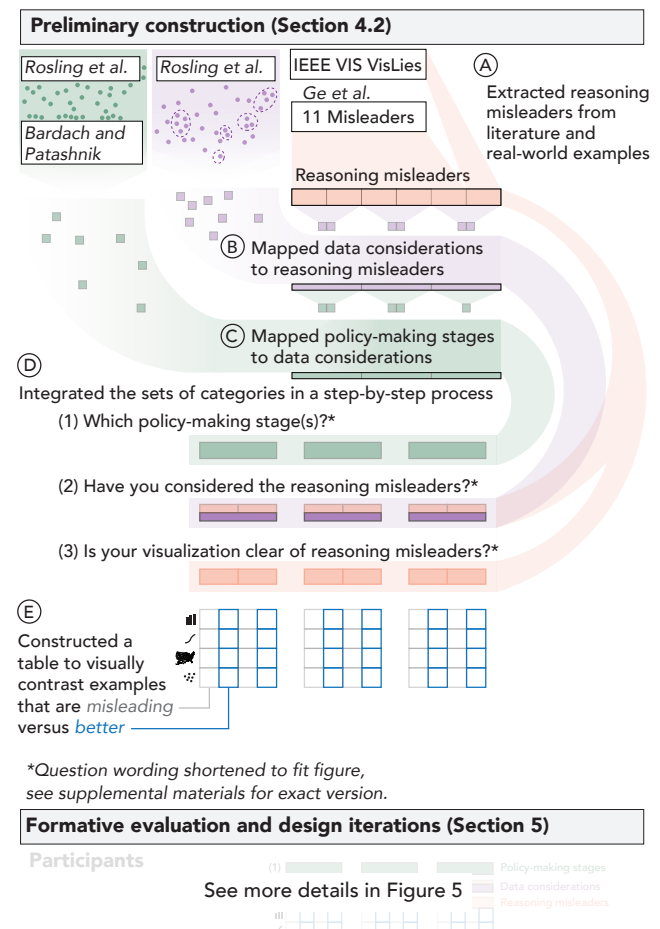 Preliminary construction (Section 4.2)
Rosling et al.
Bardach and
Patashnik
Rosling et al.
IEEE VIS VisLies
Ge et al.
11 Misleaders
A
Extracted reasoning
misleaders from
literature and
real-world examples
Reasoning misleaders
B Mapped data considerations
to reasoning misleaders
C Mapped policy-making stages
to data considerations
D
Integrated the sets of categories in a step-by-step process
(1) Which policy-making stage(s)?*
(2) Have you considered the reasoning misleaders?*
(3) Is your visualization clear of reasoning misleaders?*
E
Constructed a
table to visually
contrast examples
that are misleading
versus better
*Question wording shortened to fit figure,
see supplemental materials for exact version.
Formative evaluation and design iterations (Section 5)
Participants
(1)
Policy-making stages
See more details in Figure 5
Data considerations
Reasoning misleaders